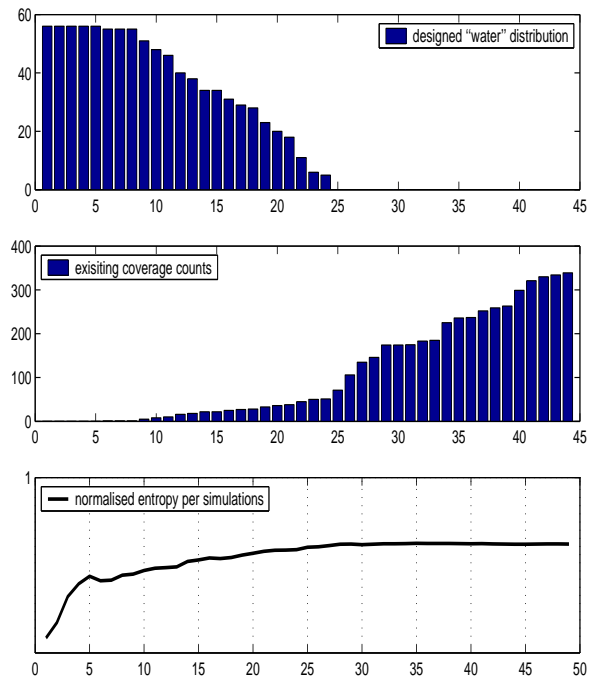 60
40
20
0
designed “water” distribution
0 5 10 15 20 25 30 35 40 45
400
300
200
100
0
exisiting coverage counts
0 5 10 15 20 25 30 35 40 45
1
normalised entropy per simulations
0 5 10 15 20 25 30 35 40 45 50